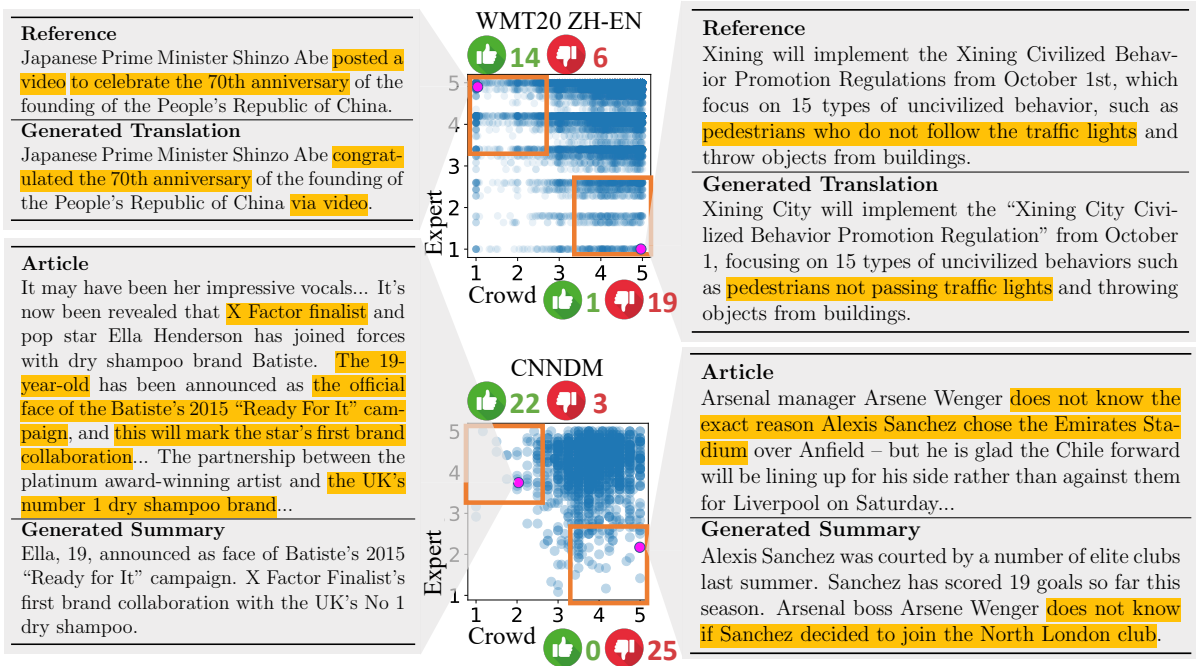 Reference
Japanese Prime Minister Shinzo Abe posted a
video to celebrate the 70th anniversary of the
founding of the People's Republic of China.
Generated Translation
Japanese Prime Minister Shinzo Abe congrat-
ulated the 70th anniversary of the founding of
the People's Republic of China via video.
Article
It may have been her impressive vocals... It's
now been revealed that X Factor finalist and
pop star Ella Henderson has joined forces
with dry shampoo brand Batiste. The 19-
year-old has been announced as the official
face of the Batiste's 2015 “Ready For It” cam-
paign, and this will mark the star's first brand
collaboration... The partnership between the
platinum award-winning artist and the UK's
number 1 dry shampoo brand...
Generated Summary
Ella, 19, announced as face of Batiste's 2015
“Ready for It” campaign. X Factor Finalist's
first brand collaboration with the UK's No 1
dry shampoo.
WMT20 ZH-EN
14 6
5
4
3
2
1
Expert
1 2 3 4 5
Crowd
1 19
CNNDM
22 3
5
4
3
2
1
Expert
1 2 3 4 5
Crowd
0 25
Reference
Xining will implement the Xining Civilized Behav-
ior Promotion Regulations from October 1st, which
focus on 15 types of uncivilized behavior, such as
pedestrians who do not follow the traffic lights and
throw objects from buildings.
Generated Translation
Xining City will implement the “Xining City Civi-
lized Behavior Promotion Regulation” from October
1, focusing on 15 types of uncivilized behaviors such
as pedestrians not passing traffic lights and throwing
objects from buildings.
Article
Arsenal manager Arsene Wenger does not know the
exact reason Alexis Sanchez chose the Emirates Sta-
dium over Anfield – but he is glad the Chile forward
will be lining up for his side rather than against them
for Liverpool on Saturday...
Generated Summary
Alexis Sanchez was courted by a number of elite clubs
last summer. Sanchez has scored 19 goals so far this
season. Arsenal boss Arsene Wenger does not know
if Sanchez decided to join the North London club.